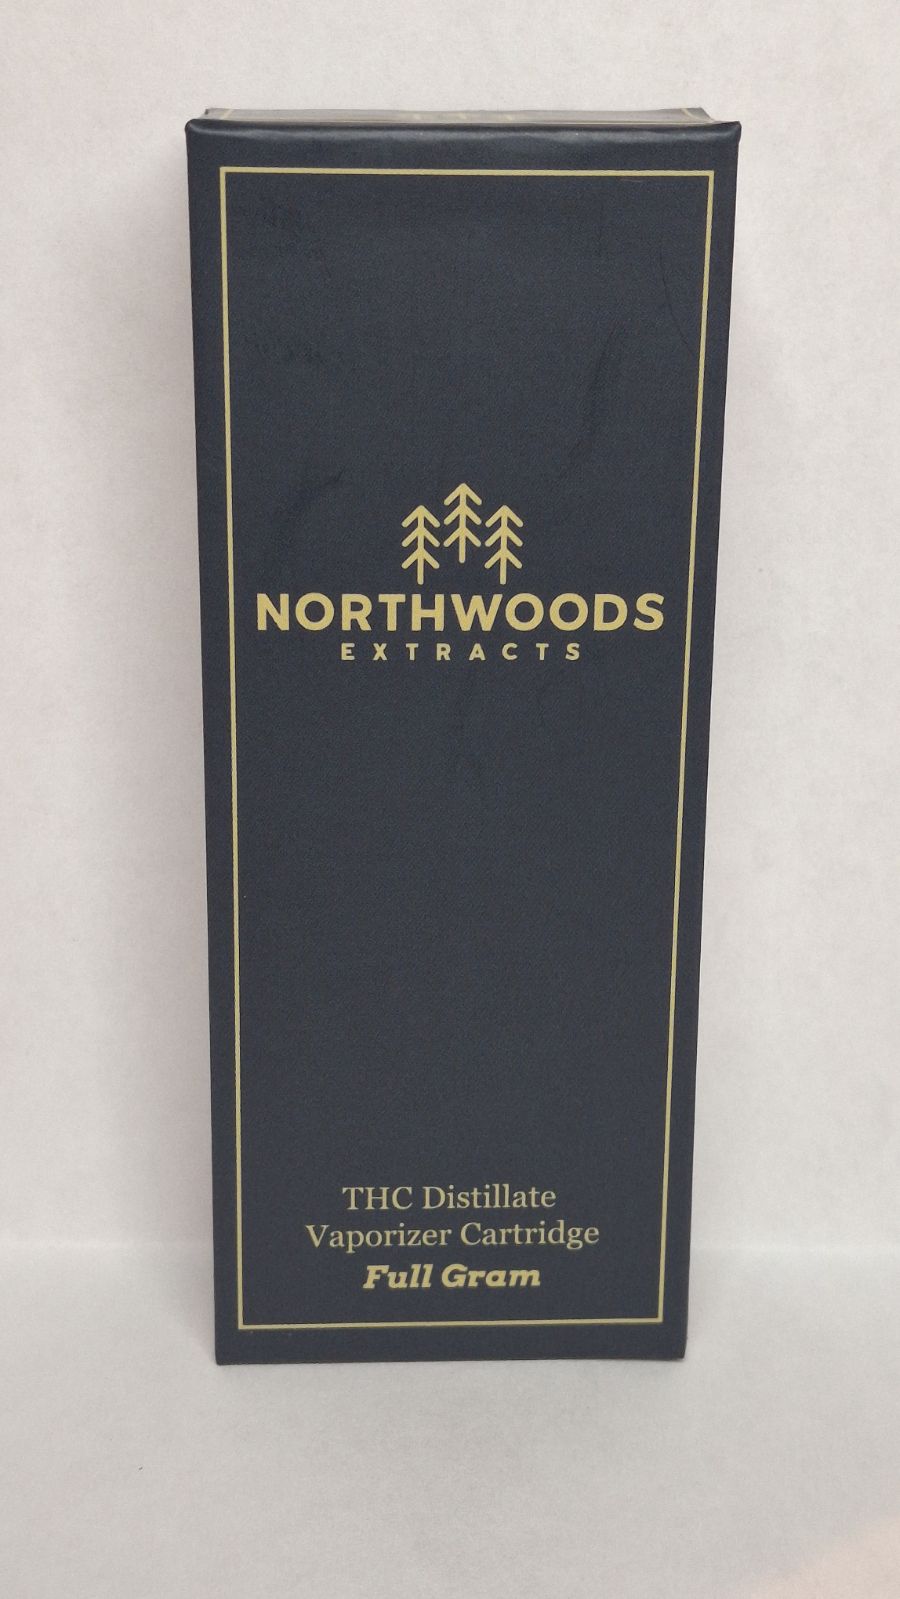 NORTHWOODS
EXTRACTS
THC Distillate
Vaporizer Cartridge
Full Gram